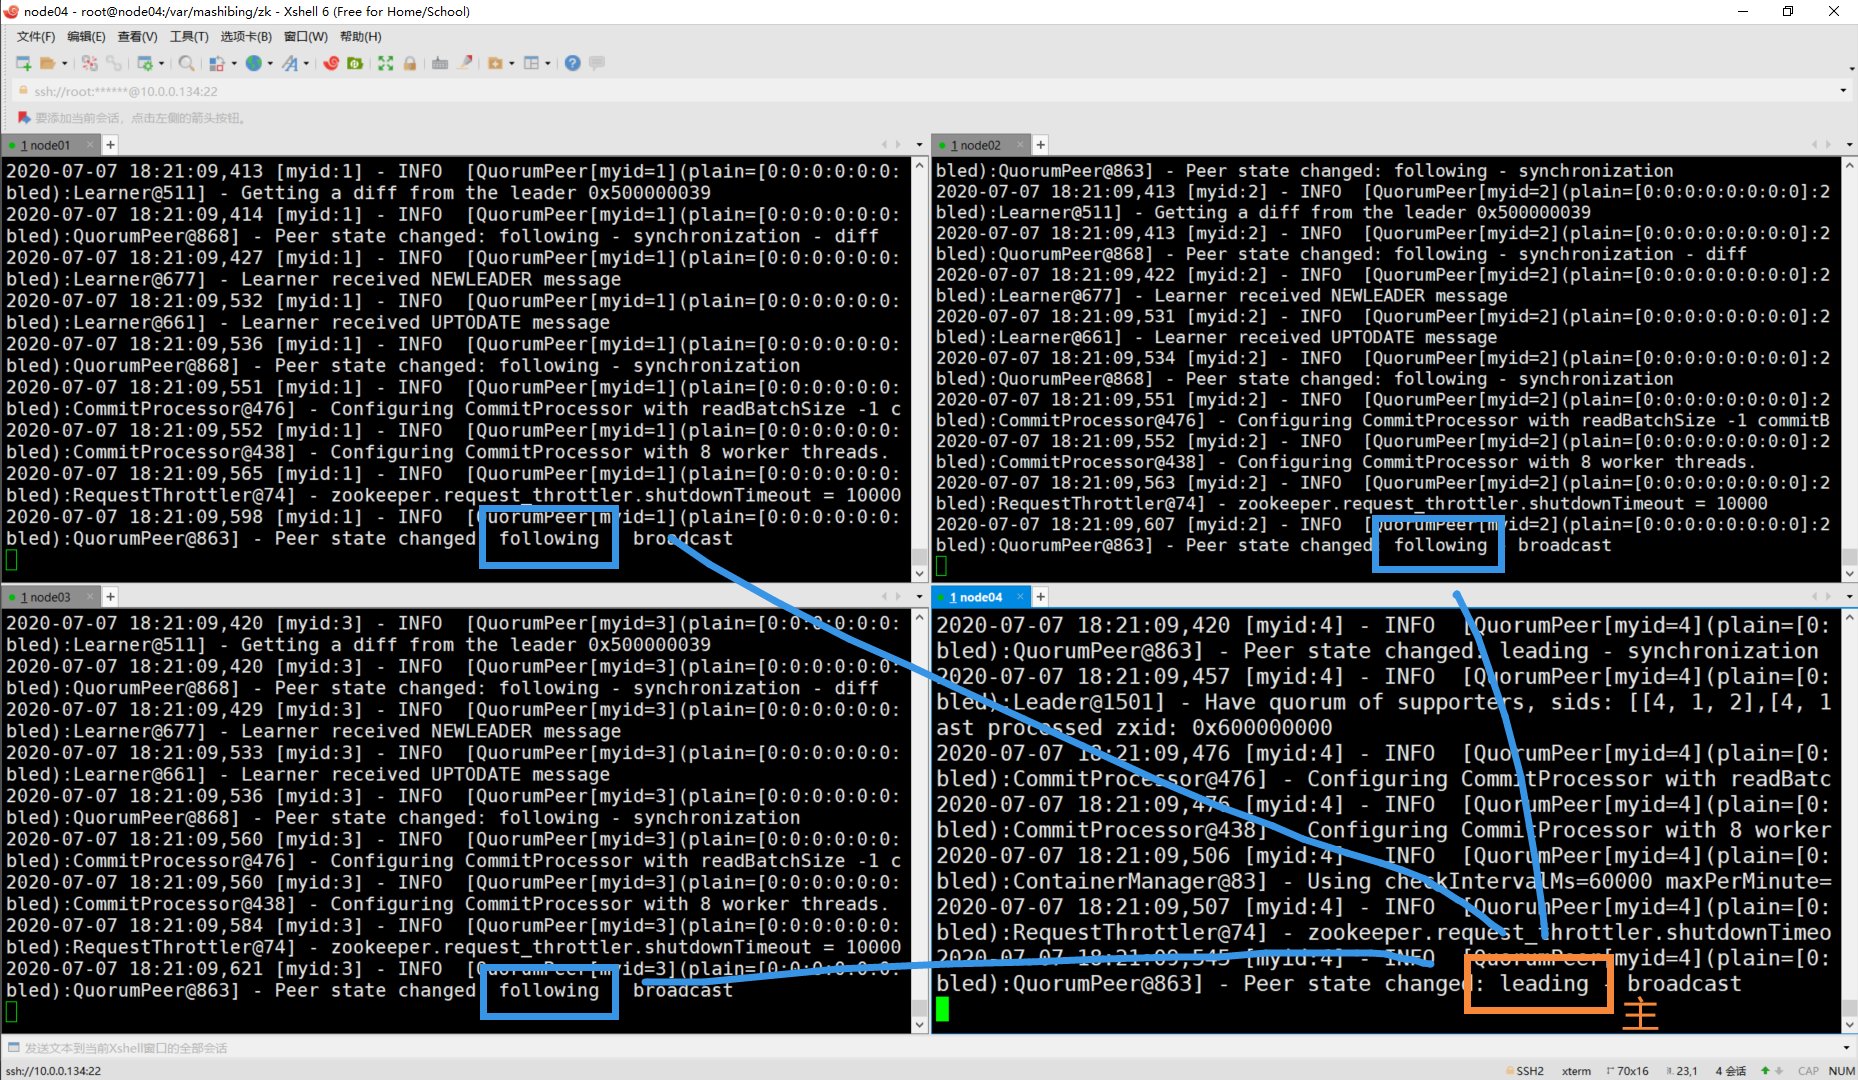 node04 - root@node04:/var/mashibing/zk - Xshell 6 (Free for Home/School)
文件(F) 编辑(E) 查看(V) 工具(T) 选项卡(B) 窗口(W) 帮助(H)
ssh://root:******@10.0.0.134:22
要添加当前会话，点击左侧的箭头按钮。
1 node01
2020-07-07 18:21:09,413 [myid:1] - INFO [QuorumPeer[myid=1](plain=[0:0:0:0:0:0:
bled):Learner@511] - Getting a diff from the leader 0x500000039
2020-07-07 18:21:09,414 [myid:1] - INFO [QuorumPeer[myid=1](plain=[0:0:0:0:0:0:
bled):QuorumPeer@868] - Peer state changed: following - synchronization - diff
2020-07-07 18:21:09,427 [myid:1] - INFO [QuorumPeer[myid=1](plain=[0:0:0:0:0:0:
bled):Learner@677] - Learner received NEWLEADER message
2020-07-07 18:21:09,532 [myid:1] - INFO [QuorumPeer[myid=1](plain=[0:0:0:0:0:0:
bled):Learner@661] - Learner received UPTODATE message
2020-07-07 18:21:09,536 [myid:1] - INFO [QuorumPeer[myid=1](plain=[0:0:0:0:0:0:
bled):QuorumPeer@868] - Peer state changed: following - synchronization
2020-07-07 18:21:09,551 [myid:1] - INFO [QuorumPeer[myid=1](plain=[0:0:0:0:0:0:
bled):CommitProcessor@476] - Configuring CommitProcessor with readBatchSize -1 c
2020-07-07 18:21:09,552 [myid:1] - INFO [QuorumPeer[myid=1](plain=[0:0:0:0:0:0:
bled):CommitProcessor@438] - Configuring CommitProcessor with 8 worker threads.
2020-07-07 18:21:09,565 [myid:1] - INFO [QuorumPeer[myid=1](plain=[0:0:0:0:0:0:
bled):RequestThrottler@74] - zookeeper.request_throttler.shutdownTimeout = 10000
2020-07-07 18:21:09,598 [myid:1] - INFO [QuorumPeer[myid=1](plain=[0:0:0:0:0:0:
bled):QuorumPeer@863] - Peer state changed following broadcast
1 node02
bled):QuorumPeer@863] - Peer state changed: following - synchronization
2020-07-07 18:21:09,413 [myid:2] - INFO [QuorumPeer[myid=2](plain=[0:0:0:0:0:0:0:0]:2
bled):Learner@511] - Getting a diff from the leader 0x500000039
2020-07-07 18:21:09,413 [myid:2] - INFO [QuorumPeer[myid=2](plain=[0:0:0:0:0:0:0:0]:2
bled):QuorumPeer@868] - Peer state changed: following - synchronization - diff
2020-07-07 18:21:09,422 [myid:2] - INFO [QuorumPeer[myid=2](plain=[0:0:0:0:0:0:0:0]:2
bled):Learner@677] - Learner received NEWLEADER message
2020-07-07 18:21:09,531 [myid:2] - INFO [QuorumPeer[myid=2](plain=[0:0:0:0:0:0:0:0]:2
bled):Learner@661] - Learner received UPTODATE message
2020-07-07 18:21:09,534 [myid:2] - INFO [QuorumPeer[myid=2](plain=[0:0:0:0:0:0:0:0]:2
bled):QuorumPeer@868] - Peer state changed: following - synchronization
2020-07-07 18:21:09,551 [myid:2] - INFO [QuorumPeer[myid=2](plain=[0:0:0:0:0:0:0:0]:2
bled):CommitProcessor@476] - Configuring CommitProcessor with readBatchSize -1 commitB
2020-07-07 18:21:09,552 [myid:2] - INFO [QuorumPeer[myid=2](plain=[0:0:0:0:0:0:0:0]:2
bled):CommitProcessor@438] - Configuring CommitProcessor with 8 worker threads.
2020-07-07 18:21:09,563 [myid:2] - INFO [QuorumPeer[myid=2](plain=[0:0:0:0:0:0:0:0]:2
bled):RequestThrottler@74] - zookeeper.request_throttler.shutdownTimeout = 10000
2020-07-07 18:21:09,607 [myid:2] - INFO [QuorumPeer[myid=2](plain=[0:0:0:0:0:0:0:0]:2
bled):QuorumPeer@863] - Peer state changed following broadcast
1 node03
2020-07-07 18:21:09,420 [myid:3] - INFO [QuorumPeer[myid=3](plain=[0:0:0:0:0:0:
bled):Learner@511] - Getting a diff from the leader 0x500000039
2020-07-07 18:21:09,420 [myid:3] - INFO [QuorumPeer[myid=3](plain=[0:0:0:0:0:0:
bled):QuorumPeer@868] - Peer state changed: following - synchronization - diff
2020-07-07 18:21:09,429 [myid:3] - INFO [QuorumPeer[myid=3](plain=[0:0:0:0:0:0:
bled):Learner@677] - Learner received NEWLEADER message
2020-07-07 18:21:09,533 [myid:3] - INFO [QuorumPeer[myid=3](plain=[0:0:0:0:0:0:
bled):Learner@661] - Learner received UPTODATE message
2020-07-07 18:21:09,536 [myid:3] - INFO [QuorumPeer[myid=3](plain=[0:0:0:0:0:0:
bled):QuorumPeer@868] - Peer state changed: following - synchronization
2020-07-07 18:21:09,560 [myid:3] - INFO [QuorumPeer[myid=3](plain=[0:0:0:0:0:0:
bled):CommitProcessor@476] - Configuring CommitProcessor with readBatchSize -1 c
2020-07-07 18:21:09,560 [myid:3] - INFO [QuorumPeer[myid=3](plain=[0:0:0:0:0:0:
bled):CommitProcessor@438] - Configuring CommitProcessor with 8 worker threads.
2020-07-07 18:21:09,584 [myid:3] - INFO [QuorumPeer[myid=3](plain=[0:0:0:0:0:0:
bled):RequestThrottler@74] - zookeeper.request_throttler.shutdownTimeout = 10000
2020-07-07 18:21:09,621 [myid:3] - INFO [QuorumPeer[myid=3](plain=[0:0:0:0:0:0:
bled):QuorumPeer@863] - Peer state changed following broadcast
1 node04
2020-07-07 18:21:09,420 [myid:4] - INFO [QuorumPeer[myid=4](plain=[0:
bled):QuorumPeer@863] - Peer state changed: leading - synchronization
2020-07-07 18:21:09,457 [myid:4] - INFO [QuorumPeer[myid=4](plain=[0:
bled):Leader@1501] - Have quorum of supporters, sids: [[4, 1, 2],[4, 1
ast processed zxid: 0x600000000
2020-07-07 18:21:09,476 [myid:4] - INFO [QuorumPeer[myid=4](plain=[0:
bled):CommitProcessor@476] - Configuring CommitProcessor with readBatc
2020-07-07 18:21:09,476 [myid:4] - INFO [QuorumPeer[myid=4](plain=[0:
bled):CommitProcessor@438] - Configuring CommitProcessor with 8 worker
2020-07-07 18:21:09,506 [myid:4] - INFO [QuorumPeer[myid=4](plain=[0:
bled):ContainerManager@83] - Using checkIntervalMs=60000 maxPerMinute=
2020-07-07 18:21:09,507 [myid:4] - INFO [QuorumPeer[myid=4](plain=[0:
bled):RequestThrottler@74] - zookeeper.request_throttler.shutdownTimeo
2020-07-07 18:21:09,545 [myid:4] - INFO [QuorumPeer[myid=4](plain=[0:
bled):QuorumPeer@863] - Peer state changed: leading - broadcast
主
发送文本到当前Xshell窗口的全部会话
ssh://10.0.0.134:22 SSH2 xterm 70x16 23,1 4 会话 CAP NUM